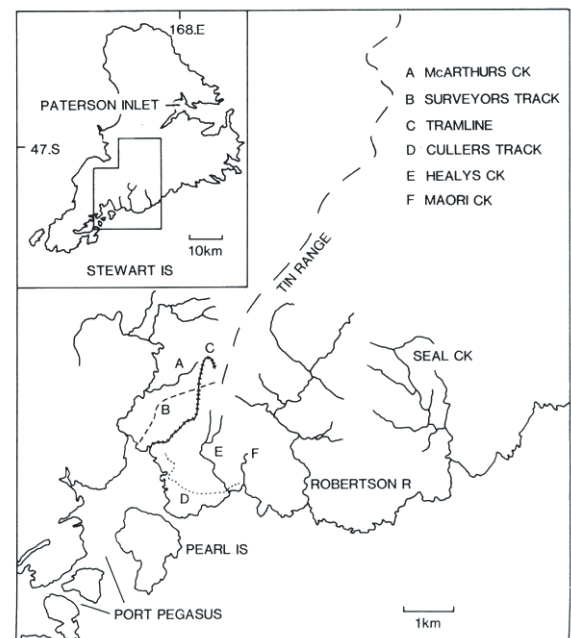 168.E
PATERSON INLET
47.S
10km
STEWART IS
A McARTHURS CK
B SURVEYORS TRACK
C TRAMLINE
D CULLERS TRACK
E HEALYS CK
F MAORI CK
TIN RANGE
C
A
SEAL CK
B
E
F
ROBERTSON R
D
PEARL IS
PORT PEGASUS
1km